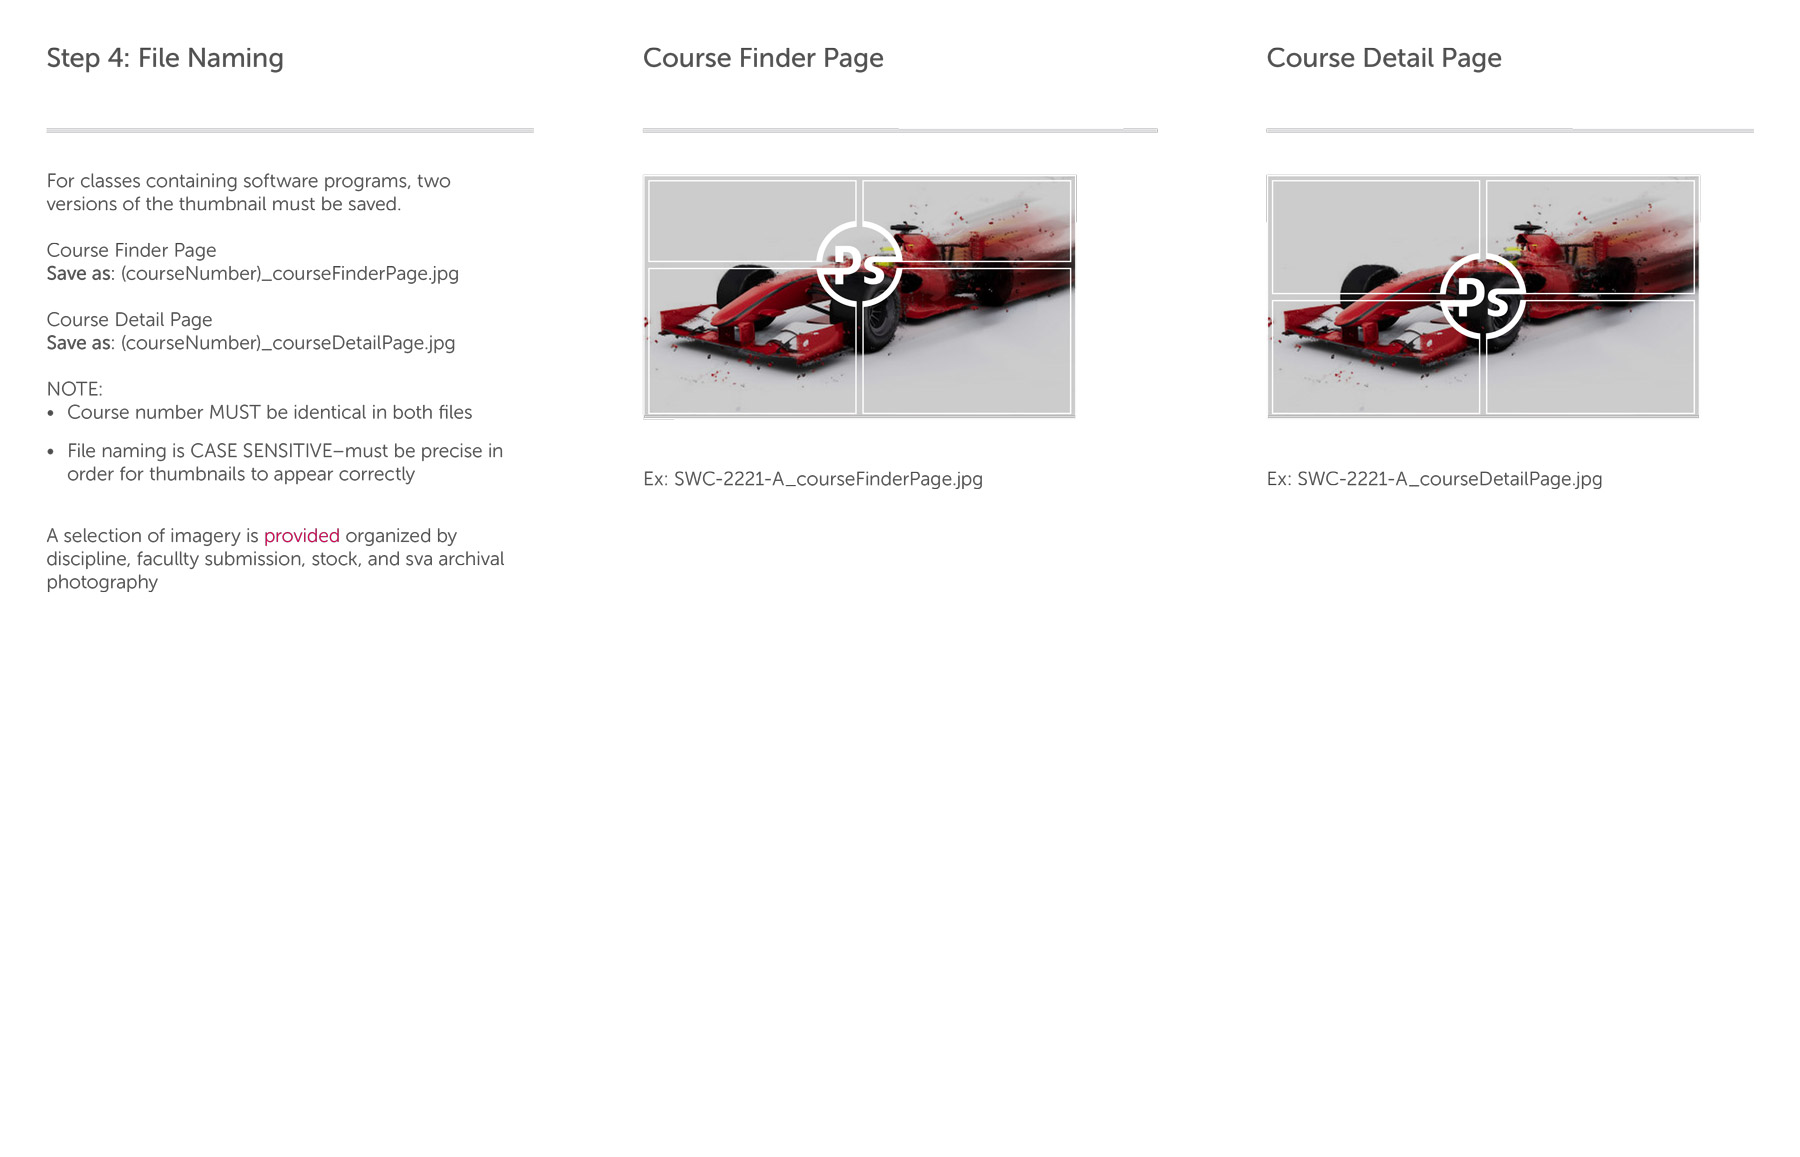 Step 4: File Naming
For classes containing software programs, two
versions of the thumbnail must be saved.
Course Finder Page
Save as: (courseNumber)_courseFinderPage.jpg
Course Detail Page
Save as: (courseNumber)_courseDetailPage.jpg
NOTE:
• Course number MUST be identical in both files
• File naming is CASE SENSITIVE–must be precise in
order for thumbnails to appear correctly
A selection of imagery is provided organized by
discipline, facullty submission, stock, and sva archival
photography
Course Finder Page
Ps
Ex: SWC-2221-A_courseFinderPage.jpg
Course Detail Page
Ps
Ex: SWC-2221-A_courseDetailPage.jpg